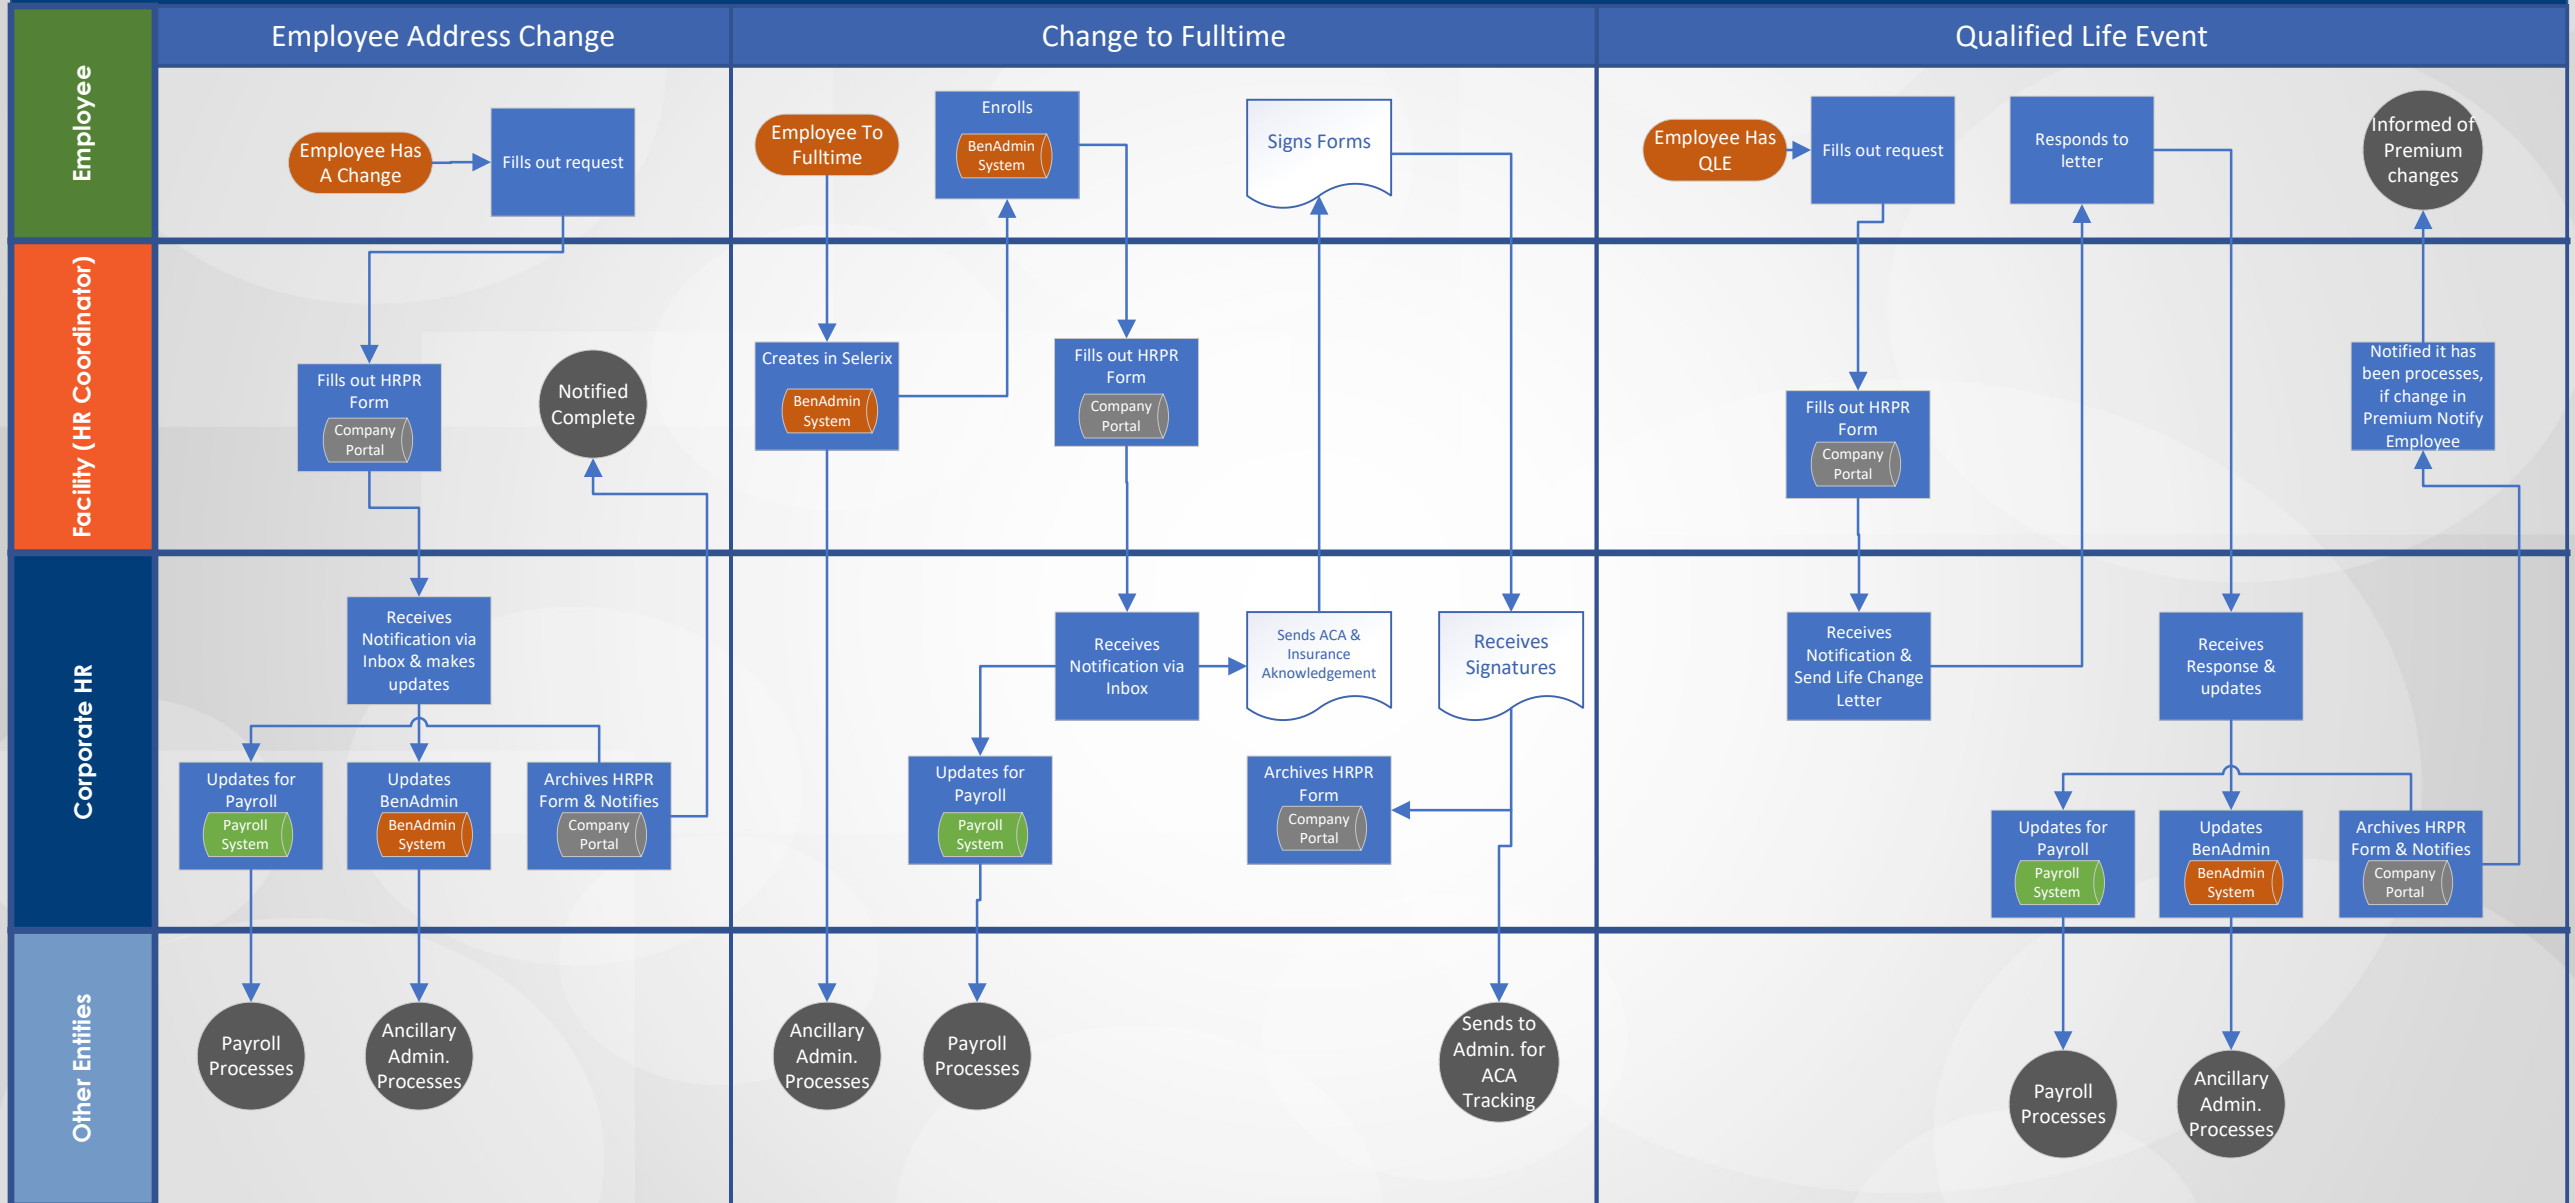 Employee Address Change
Change to Fulltime
Qualified Life Event
Employee
Employee Has
A Change
Fills out request
Employee To
Fulltime
Enrolls
BenAdmin
System
Signs Forms
Employee Has
QLE
Fills out request
Responds to
letter
Informed of
Premium
changes
Facility (HR Coordinator)
Fills out HRPR
Form
Company
Portal
Notified
Complete
Creates in Selerix
BenAdmin
System
Fills out HRPR
Form
Company
Portal
Fills out HRPR
Form
Company
Portal
Notified it has
been processes,
if change in
Premium Notify
Employee
Corporate HR
Receives
Notification via
Inbox & makes
updates
Updates for
Payroll
Payroll
System
Updates
BenAdmin
BenAdmin
System
Archives HRPR
Form & Notifies
Company
Portal
Receives
Notification via
Inbox
Sends ACA &
Insurance
Aknowledgement
Receives
Signatures
Updates for
Payroll
Payroll
System
Archives HRPR
Form
Company
Portal
Receives
Notification &
Send Life Change
Letter
Receives
Response &
updates
Updates for
Payroll
Payroll
System
Updates
BenAdmin
BenAdmin
System
Archives HRPR
Form & Notifies
Company
Portal
Other Entities
Payroll
Processes
Ancillary
Admin.
Processes
Ancillary
Admin.
Processes
Payroll
Processes
Sends to
Admin. for
ACA
Tracking
Payroll
Processes
Ancillary
Admin.
Processes